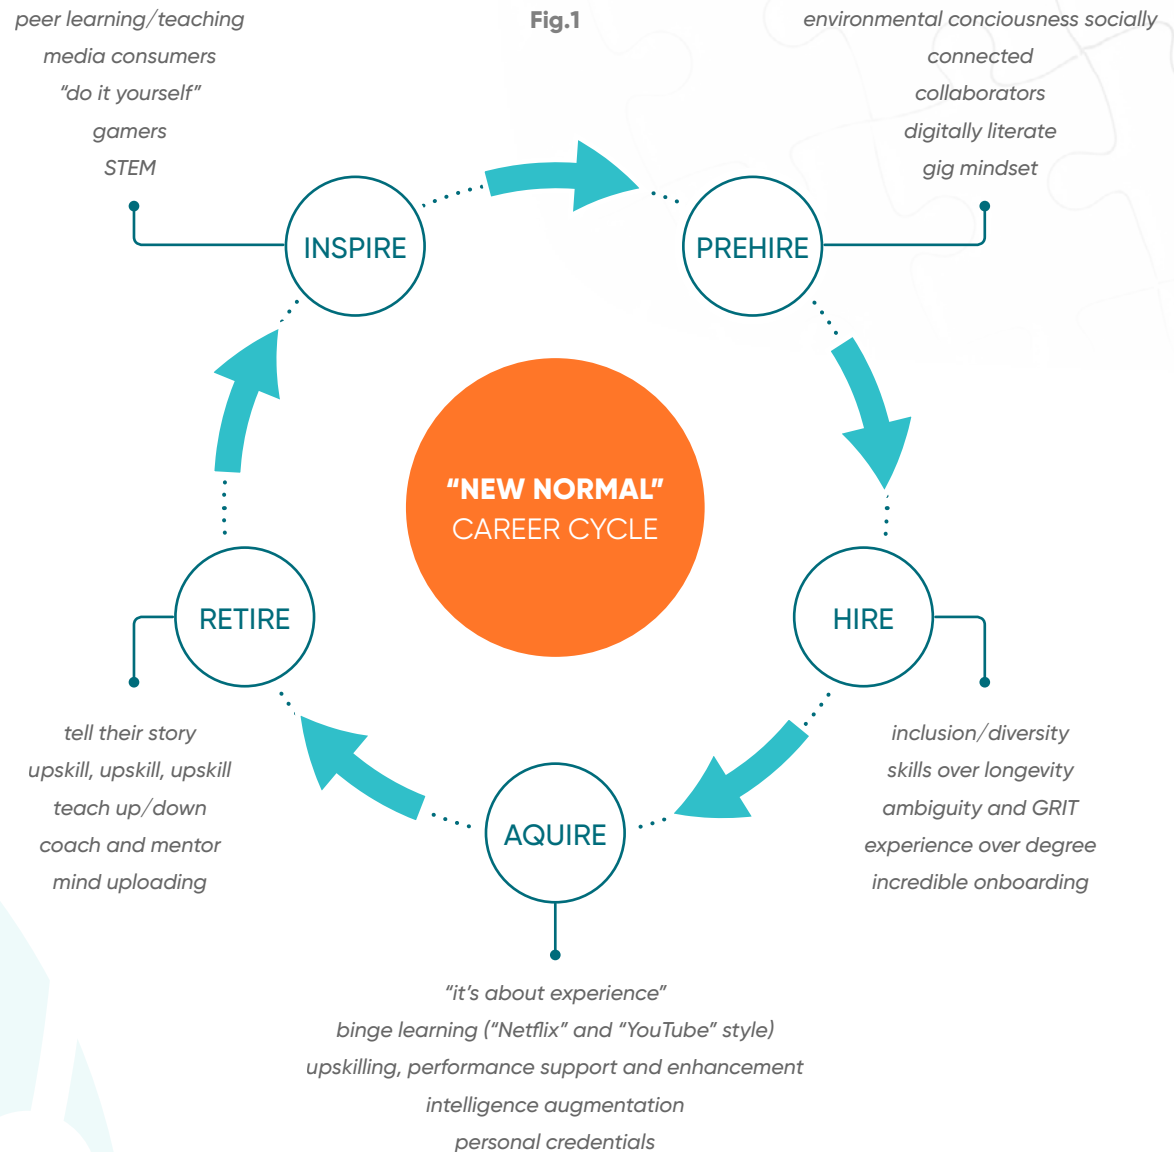 Fig.1
peer learning/teaching
media consumers
“do it yourself”
gamers
STEM
environmental conciousness socially
connected
collaborators
digitally literate
gig mindset
INSPIRE
PREHIRE
“NEW NORMAL”
CAREER CYCLE
RETIRE
HIRE
tell their story
upskill, upskill, upskill
teach up/down
coach and mentor
mind uploading
AQUIRE
inclusion/diversity
skills over longevity
ambiguity and GRIT
experience over degree
incredible onboarding
“it’s about experience”
binge learning (“Netflix” and “YouTube” style)
upskilling, performance support and enhancement
intelligence augmentation
personal credentials